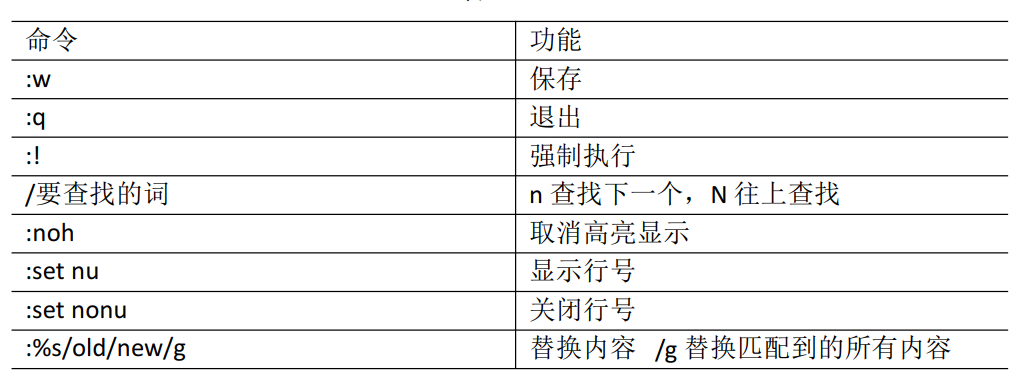 命令 功能
:w 保存
:q 退出
:! 强制执行
/要查找的词 n 查找下一个，N 往上查找
:noh 取消高亮显示
:set nu 显示行号
:set nonu 关闭行号
:%s/old/new/g 替换内容 /g 替换匹配到的所有内容